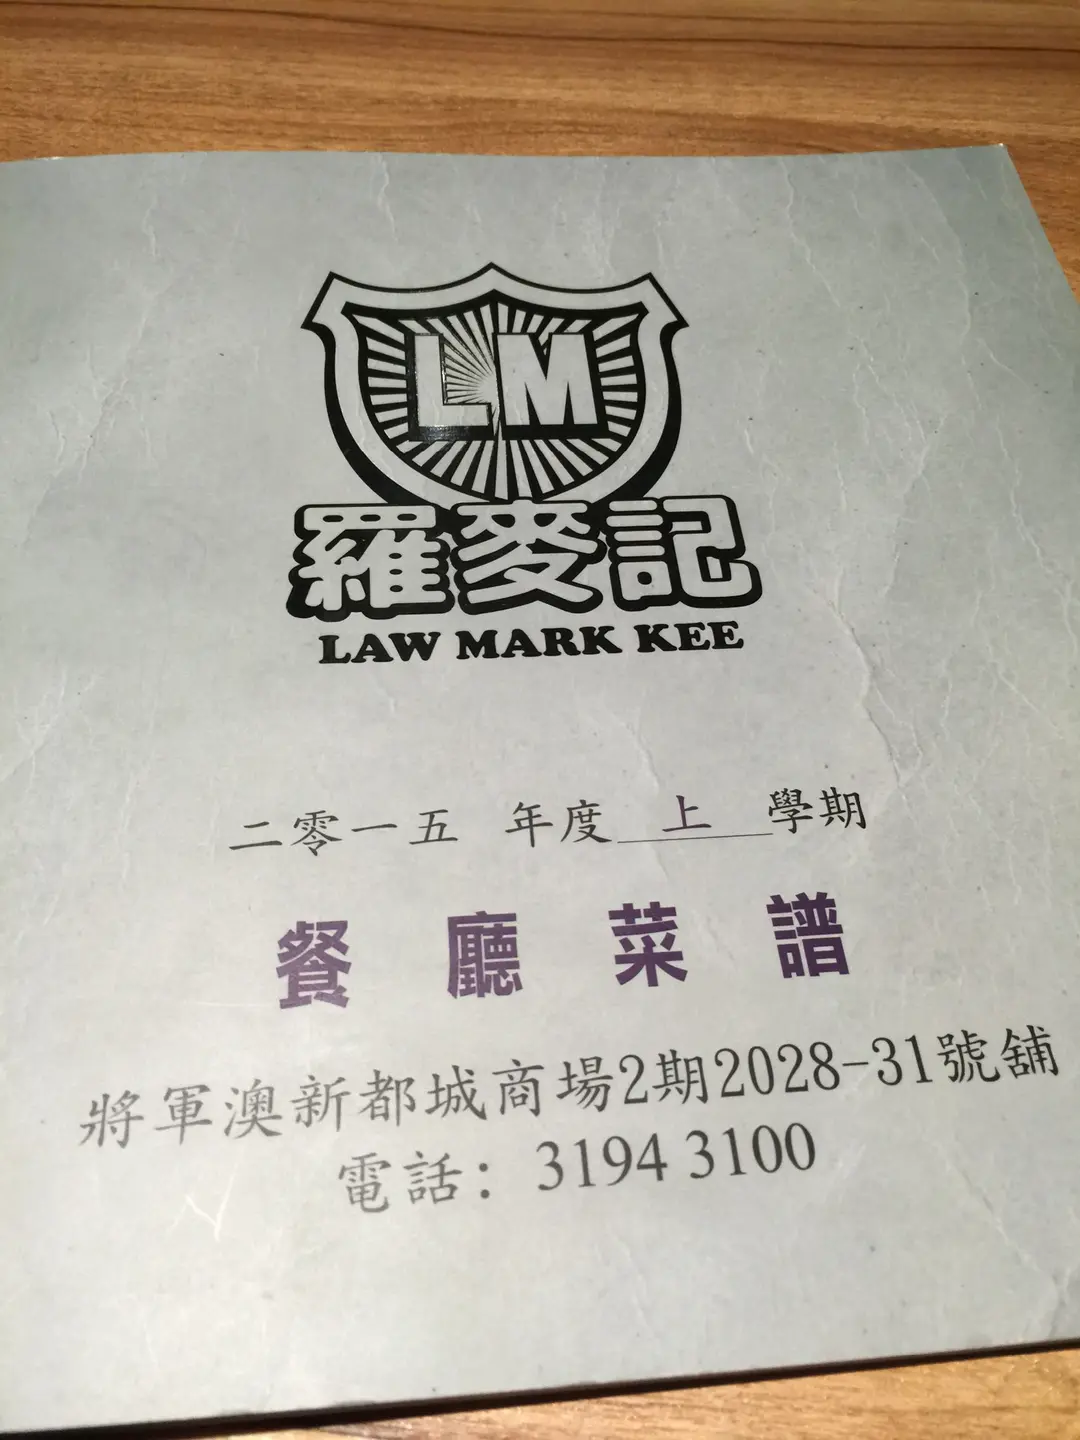 LM
羅麥記
LAW MARK KEE
二零一五 年度 上 學期
餐廳菜譜
將軍澳新都城商場2期2028-31號舖
電話：3194 3100